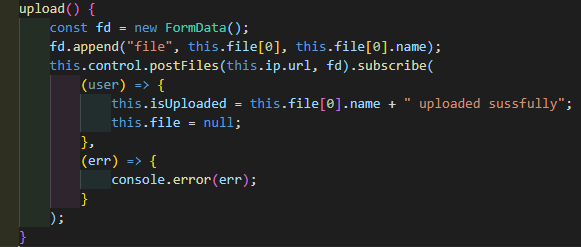 upload() {
const fd = new FormData();
fd.append("file", this.file[0], this.file[0].name);
this.control.postFiles(this.ip.url, fd).subscribe(
(user) => {
this.isUploaded = this.file[0].name + " uploaded sussfully";
this.file = null;
},
(err) => {
console.error(err);
}
);
}